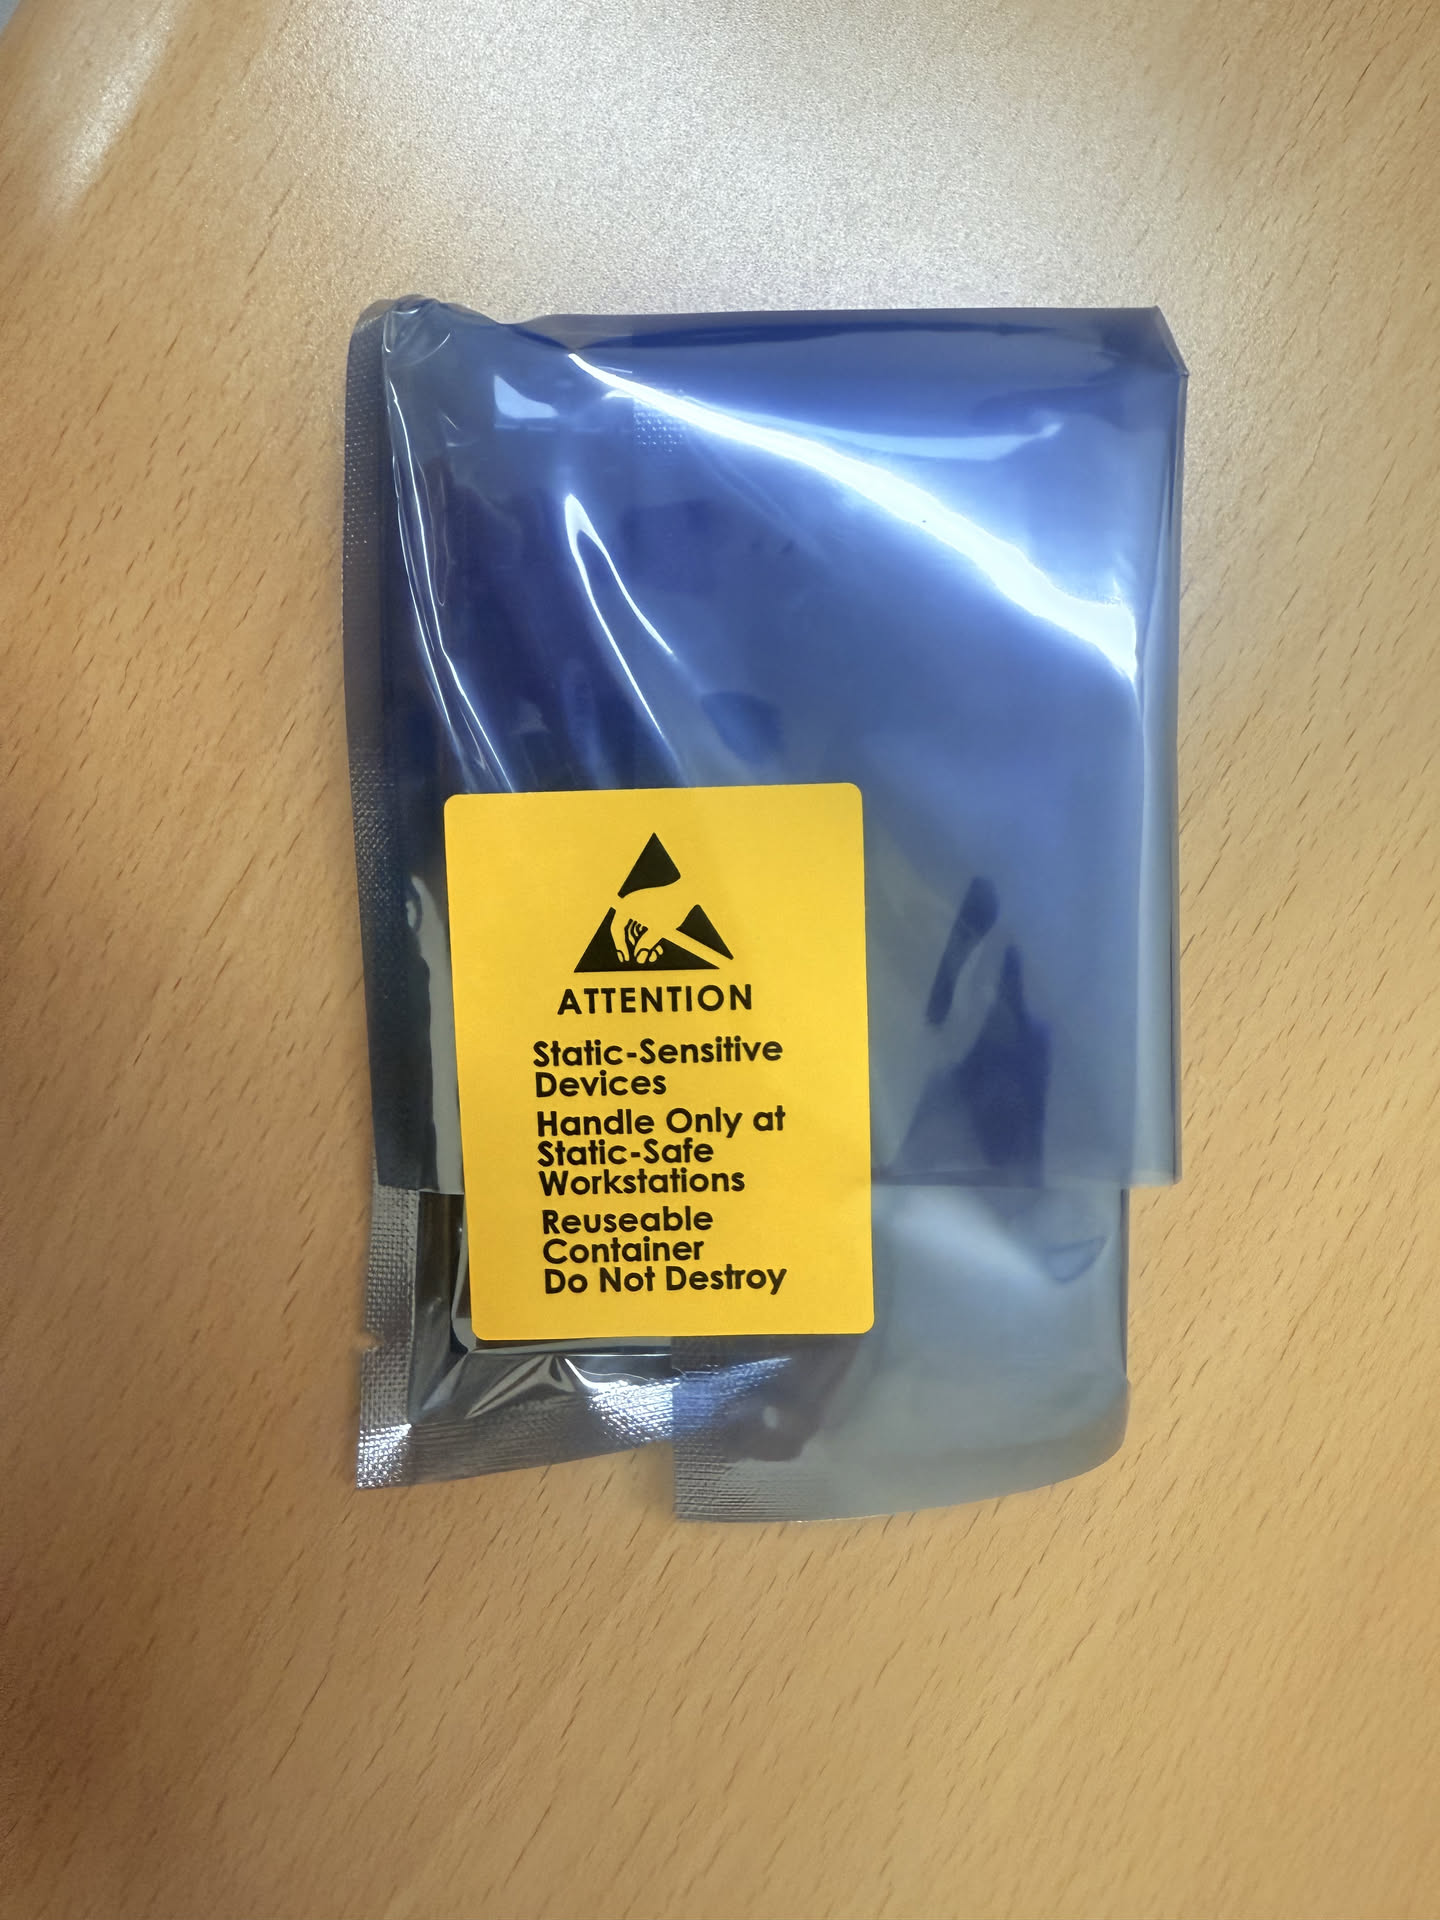 ATTENTION
Static-Sensitive
Devices
Handle Only at
Static-Safe
Workstations
Reuseable
Container
Do Not Destroy